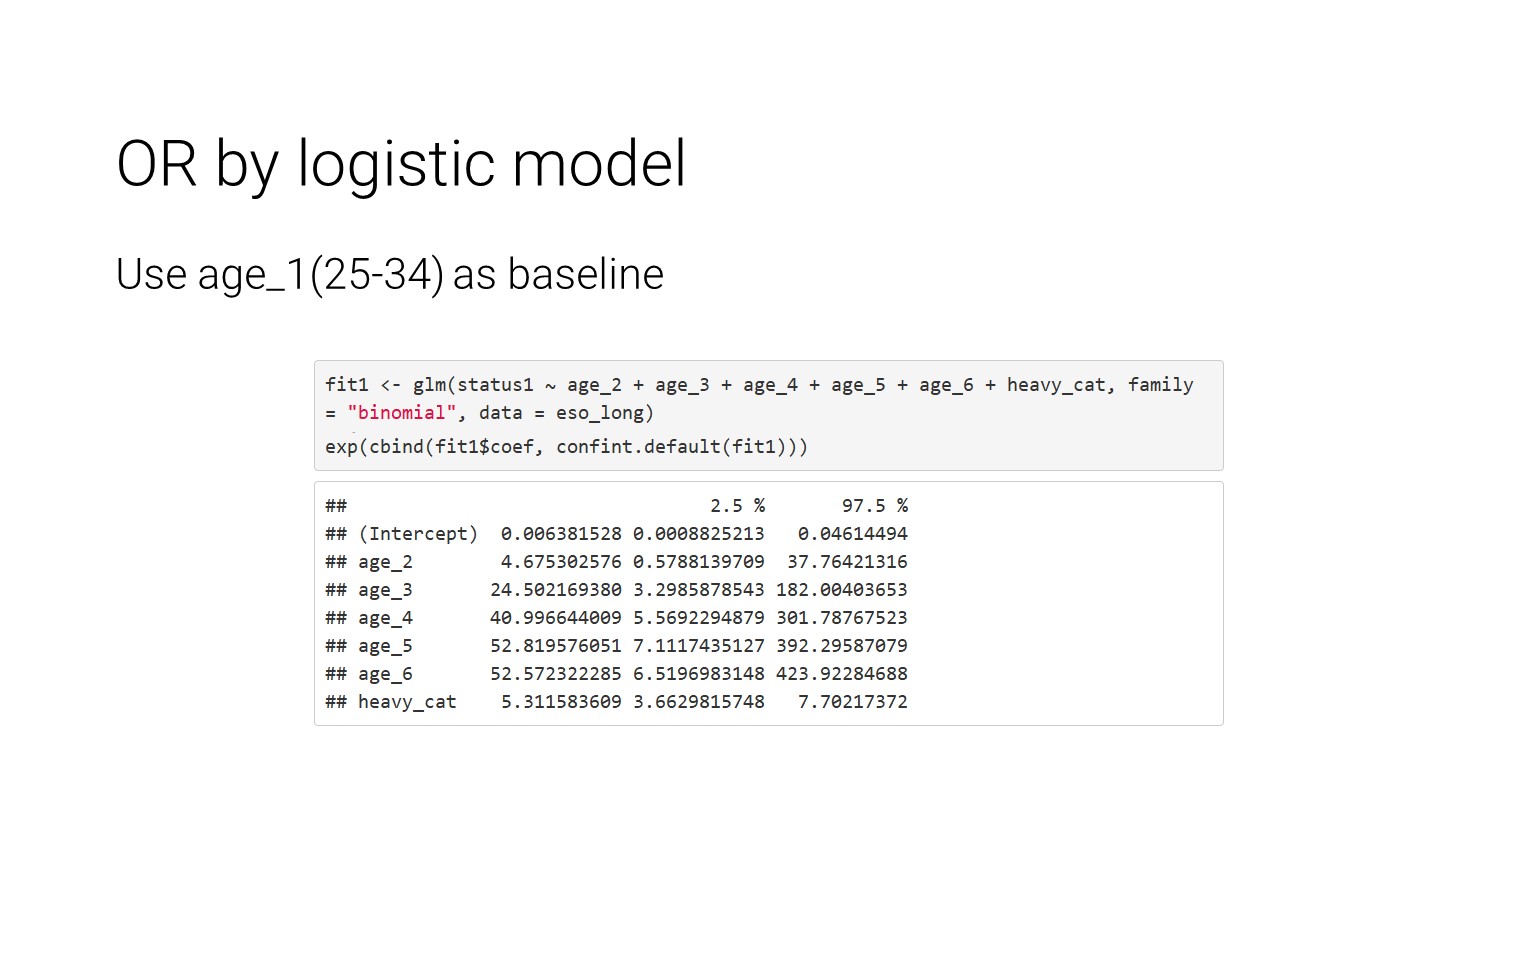 OR by logistic model
Use age_1(25-34) as baseline
fit1 <- glm(status1 ~ age_2 + age_3 + age_4 + age_5 + age_6 + heavy_cat, family
= "binomial", data = eso_long)
exp(cbind(fit1$coef, confint.default(fit1)))
##                                   2.5 %       97.5 %
## (Intercept)  0.006381528 0.0008825213   0.04614494
## age_2        4.675302576 0.5788139709  37.76421316
## age_3       24.502169380 3.2985878543 182.00403653
## age_4       40.996644009 5.5692294879 301.78767523
## age_5       52.819576051 7.1117435127 392.29587079
## age_6       52.572322285 6.5196983148 423.92284688
## heavy_cat    5.311583609 3.6629815748   7.70217372